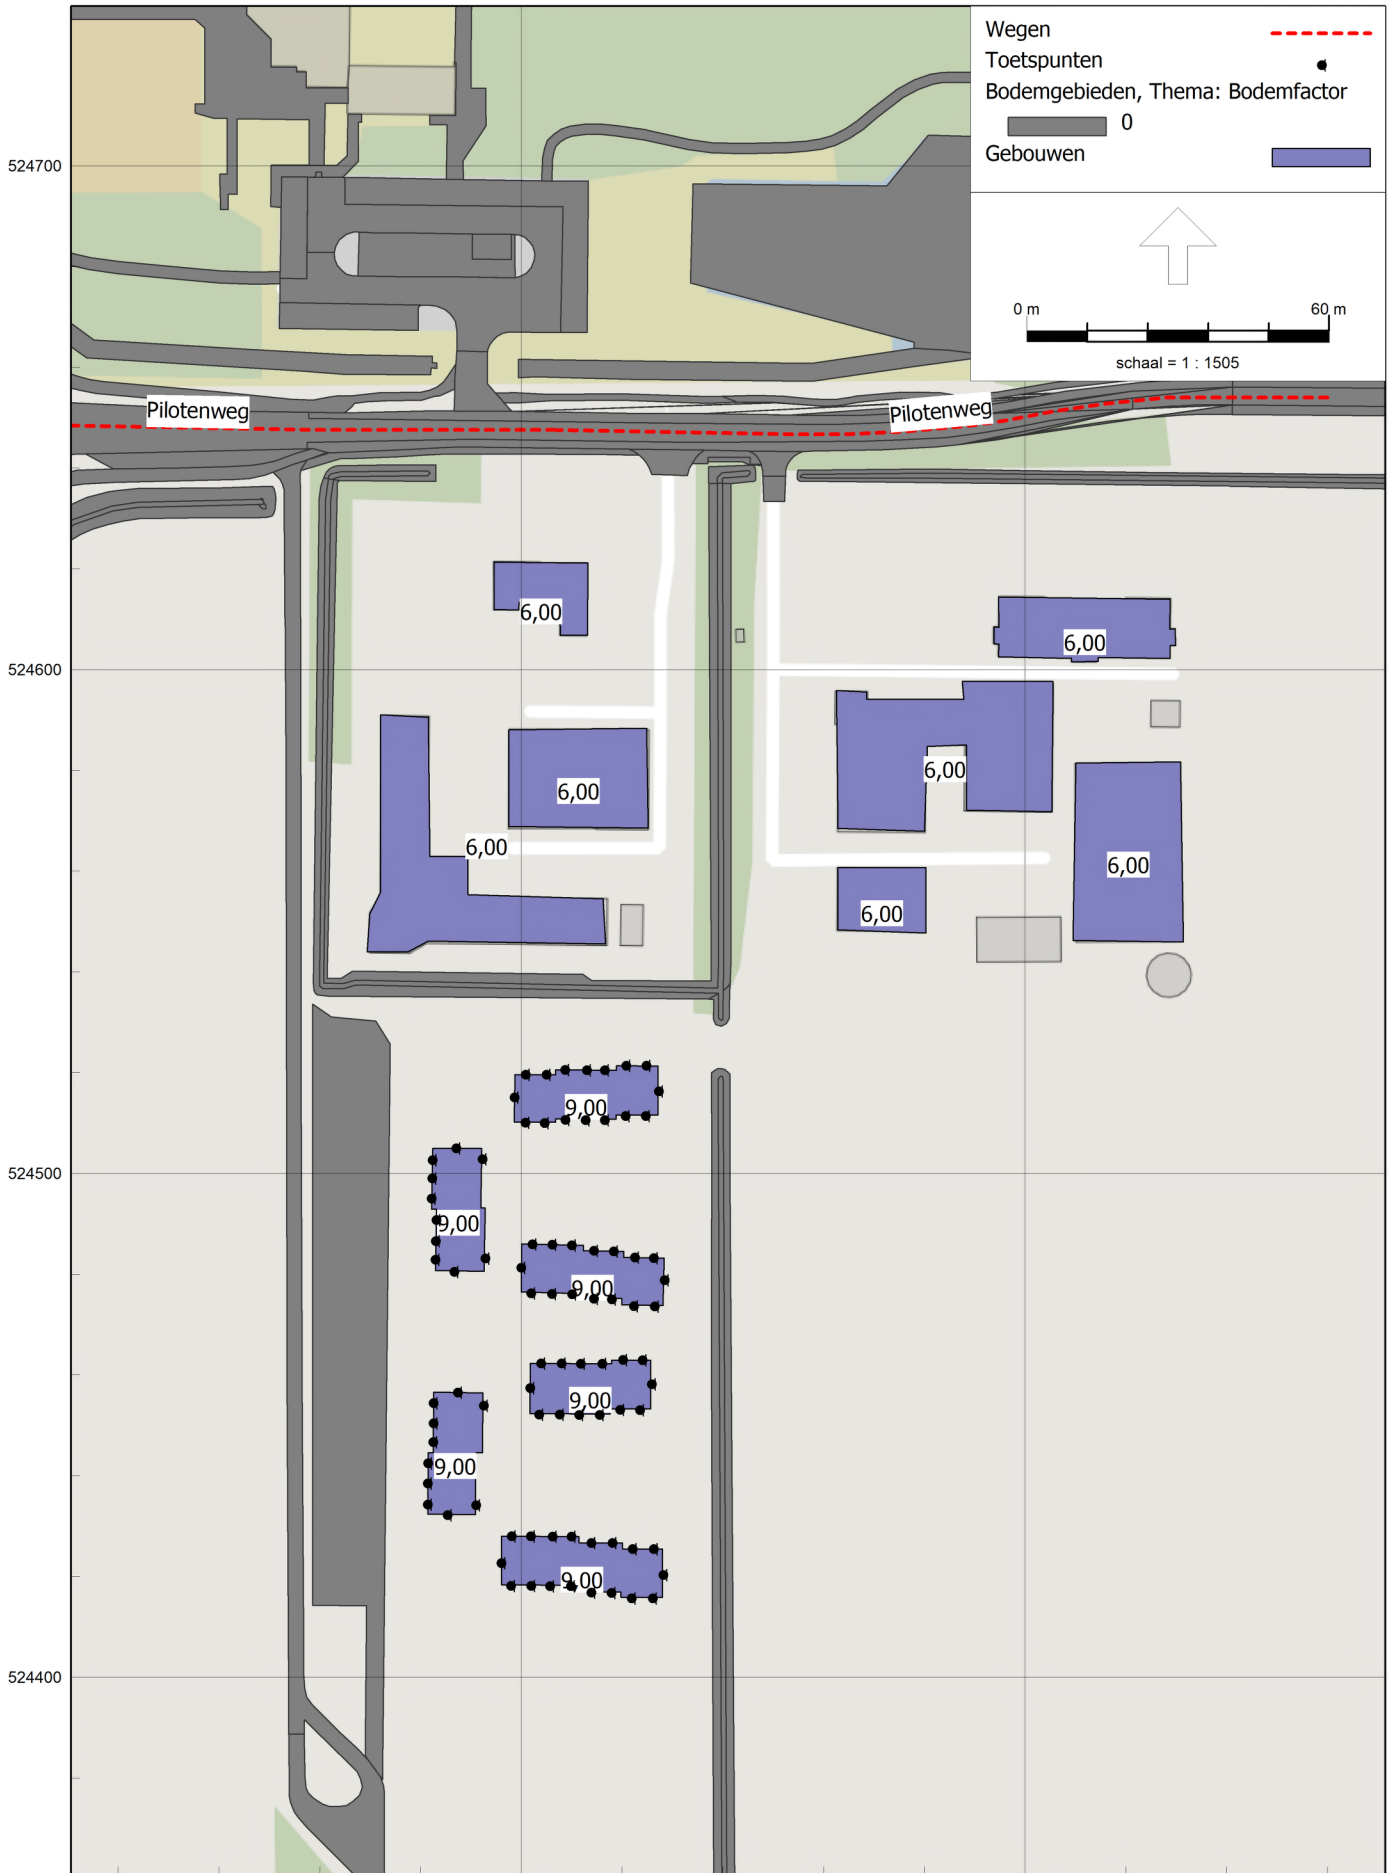 Wegen
Toetspunten
Bodemgebieden, Thema: Bodemfactor
0
Gebouwen
524700
0 m 60 m
schaal = 1 : 1505
Pilotenweg Pilotenweg
6,00
6,00
524600
6,00
6,00
6,00
6,00
6,00
9,00
524500
9,00
9,00
9,00
9,00
9,00
524400